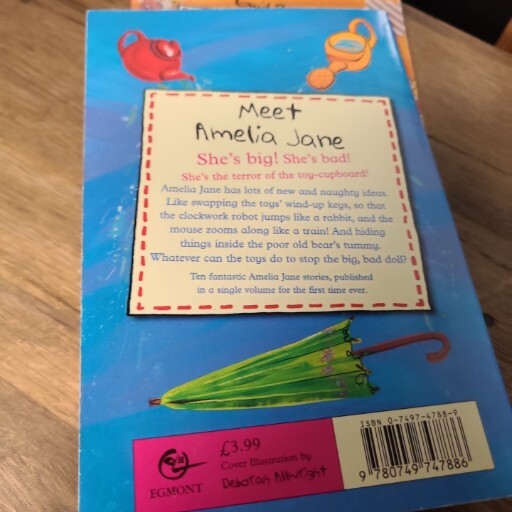 Meet
Amelia Jane
She's big! She's bad!
She's the terror of the toy-cupboard!
Amelia Jane has lots of new and naughty ideas.
Like swapping the toys' wind-up keys, so that
the clockwork robot jumps like a rabbit, and the
mouse zooms along like a train! And hiding
things inside the poor old bear's tummy.
Whatever can the toys do to stop the big, bad doll?
Ten fantastic Amelia Jane stories, published
in a single volume for the first time ever.
£3.99
Cover Illustration by
Deborah Allwright
EGMONT
ISBN 0-7497-4788-9
9 780749 747886